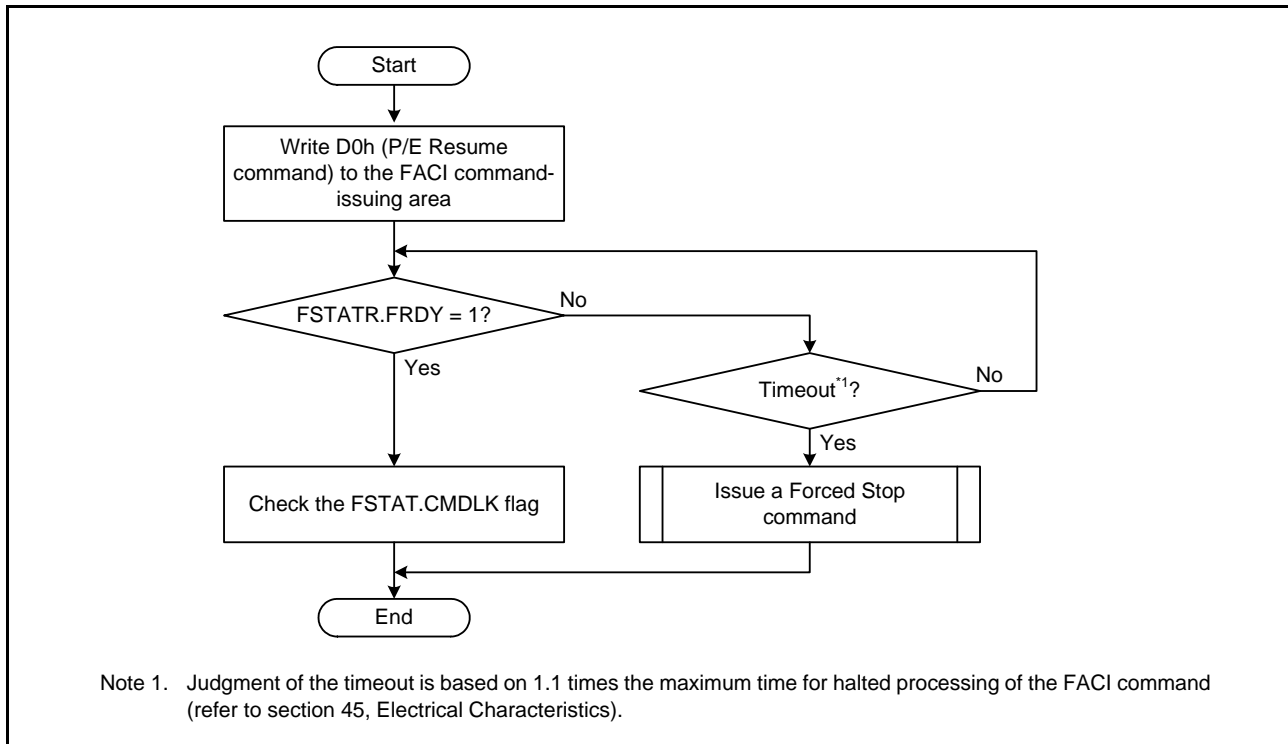 Start
Write D0h (P/E Resume
command) to the FACI command-
issuing area
FSTATR.FRDY = 1?
No
Yes
Timeout*1?
No
Yes
Check the FSTAT.CMDLK flag
Issue a Forced Stop
command
End
Note 1. Judgment of the timeout is based on 1.1 times the maximum time for halted processing of the FACI command
(refer to section 45, Electrical Characteristics).